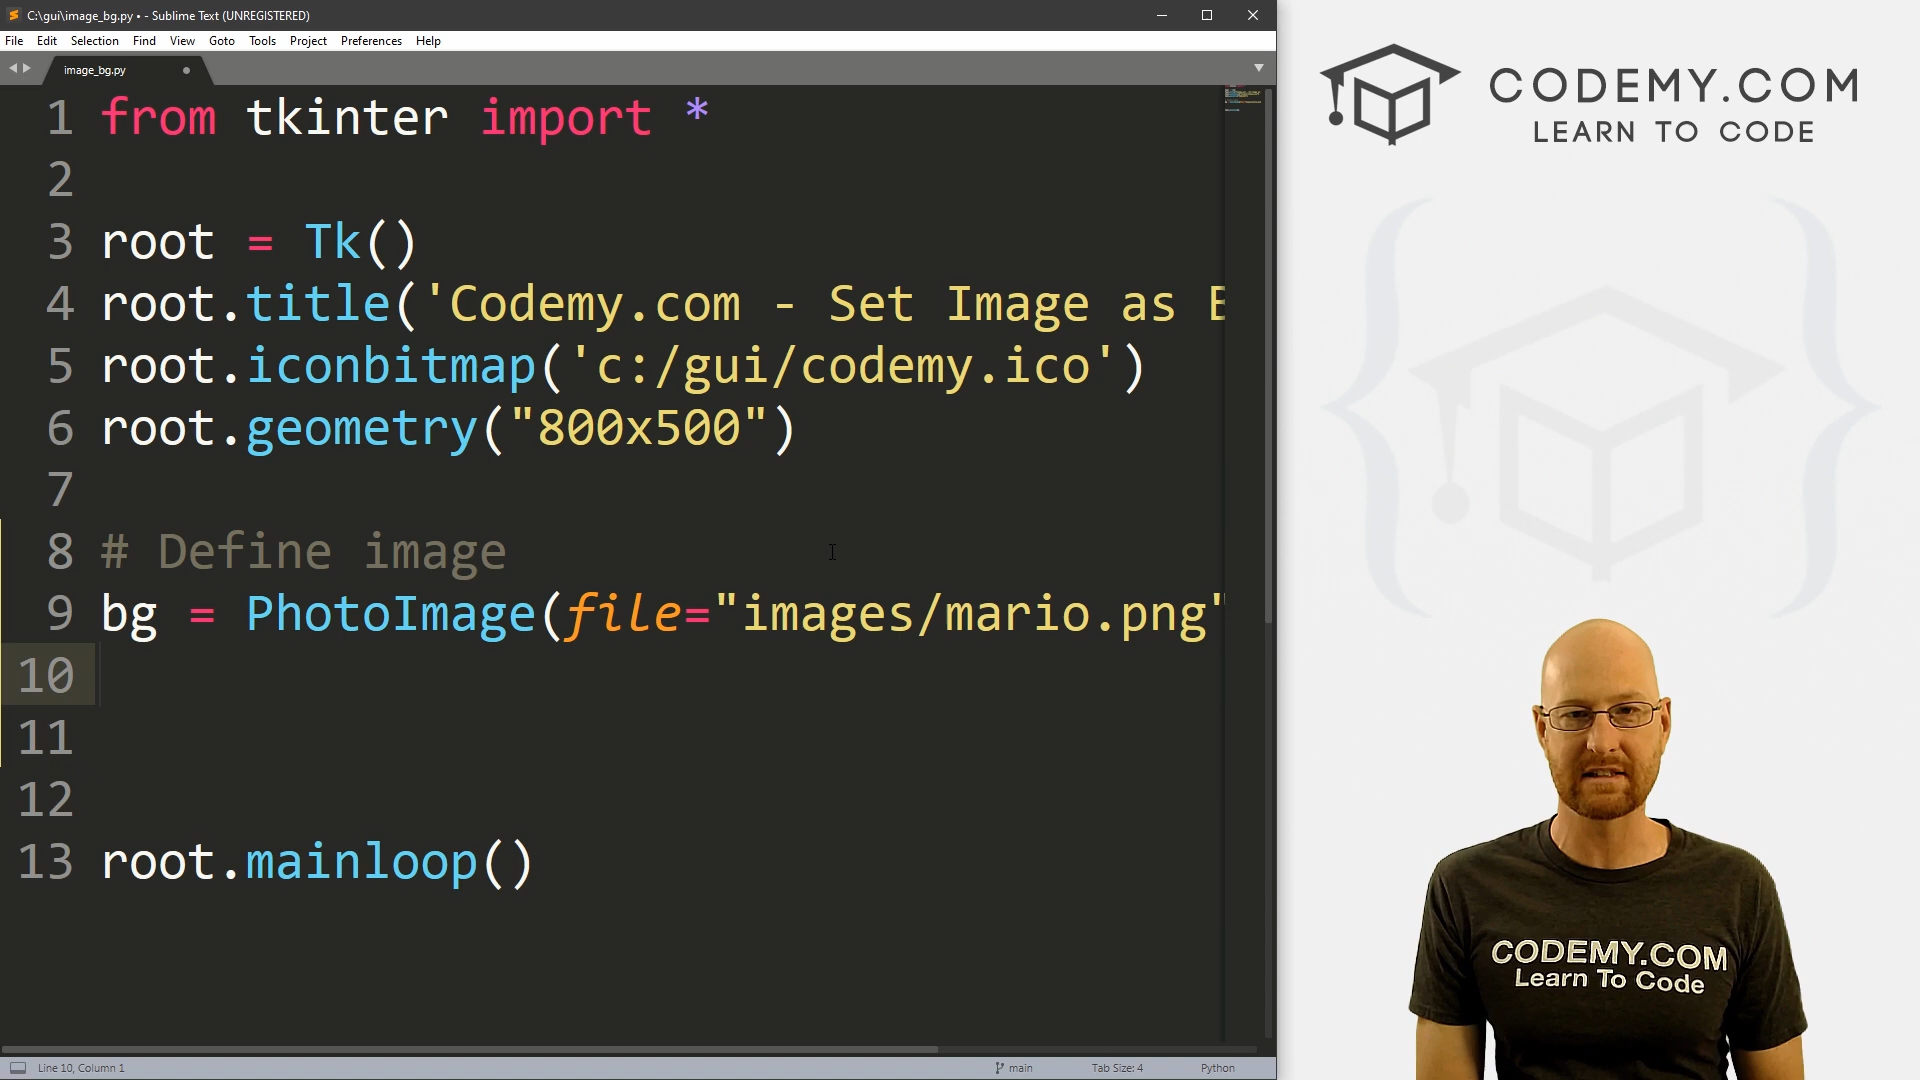 C:\gui\image_bg.py • - Sublime Text (UNREGISTERED)
File Edit Selection Find View Goto Tools Project Preferences Help
image_bg.py
1 from tkinter import *
2
3 root = Tk()
4 root.title('Codemy.com - Set Image as
5 root.iconbitmap('c:/gui/codemy.ico')
6 root.geometry("800x500")
7
8 # Define image
9 bg = PhotoImage(file="images/mario.png"
10
11
12
13 root.mainloop()
Line 10, Column 1 main Tab Size: 4 Python
CODEMY.COM
LEARN TO CODE
CODEMY.COM
Learn To Code